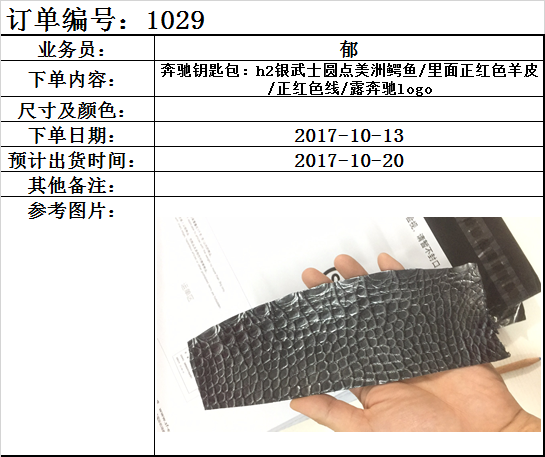 订单编号：1029
业务员：	郁
下单内容：	奔驰钥匙包：h2银武士圆点美洲鳄鱼/里面正红色羊皮
/正红色线/露奔驰logo
尺寸及颜色：
下单日期：	2017-10-13
预计出货时间：	2017-10-20
其他备注：
参考图片：